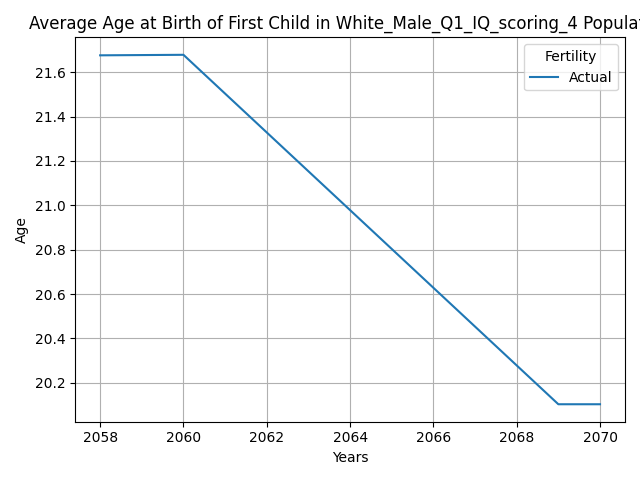 Average Age at Birth of First Child in White_Male_Q1_IQ_scoring_4
Fertility
Actual
21.6
21.4
21.2
21.0
20.8
20.6
20.4
20.2
Age
2058 2060 2062 2064 2066 2068 2070
Years